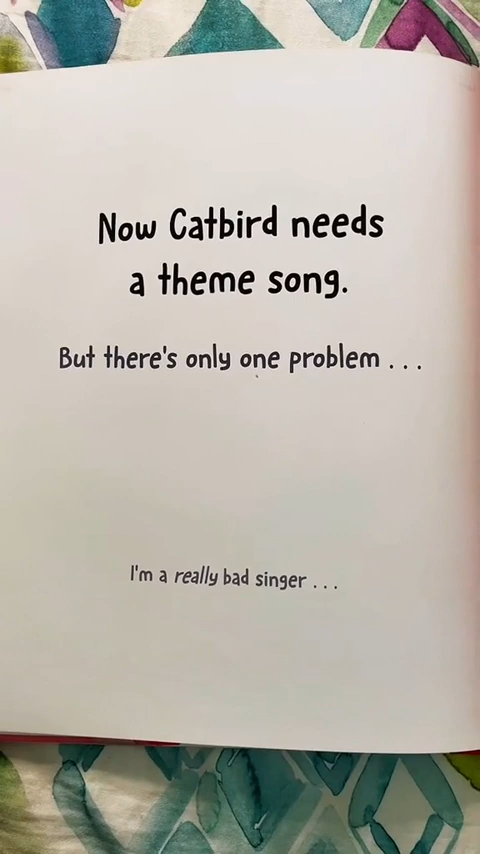 Now Catbird needs
a theme song.
But there's only one problem . . .
I'm a really bad singer . . .